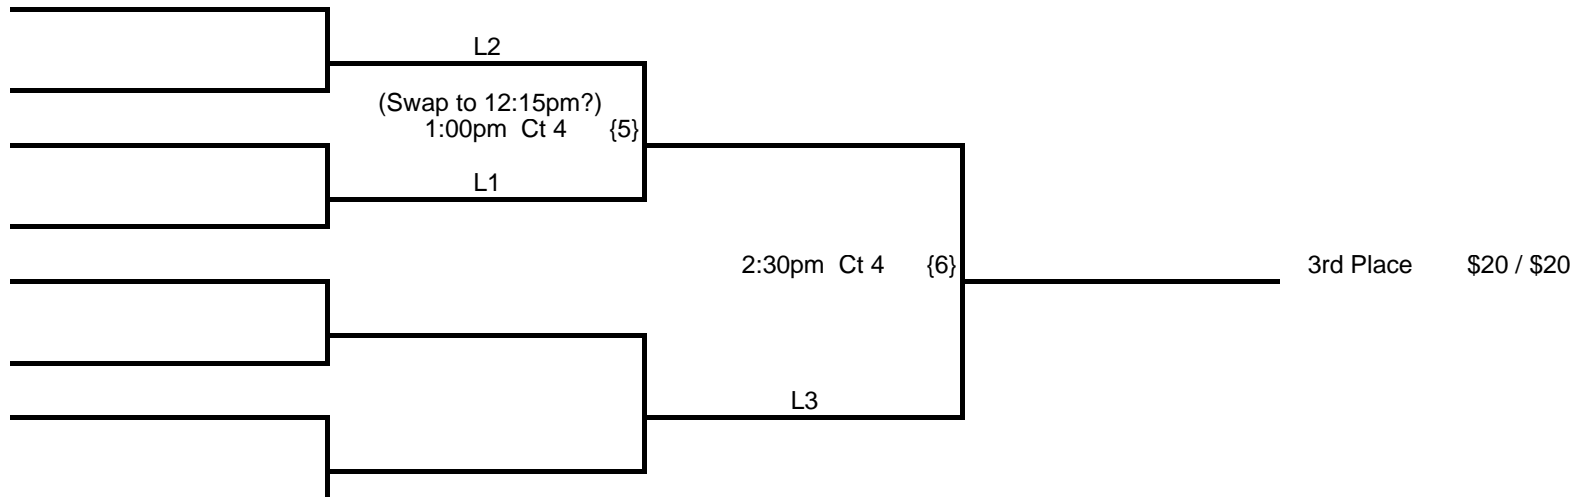 L2
(Swap to 12:15pm?)
1:00pm Ct 4 {5}
L1
2:30pm Ct 4 {6}
3rd Place $20 / $20
L3